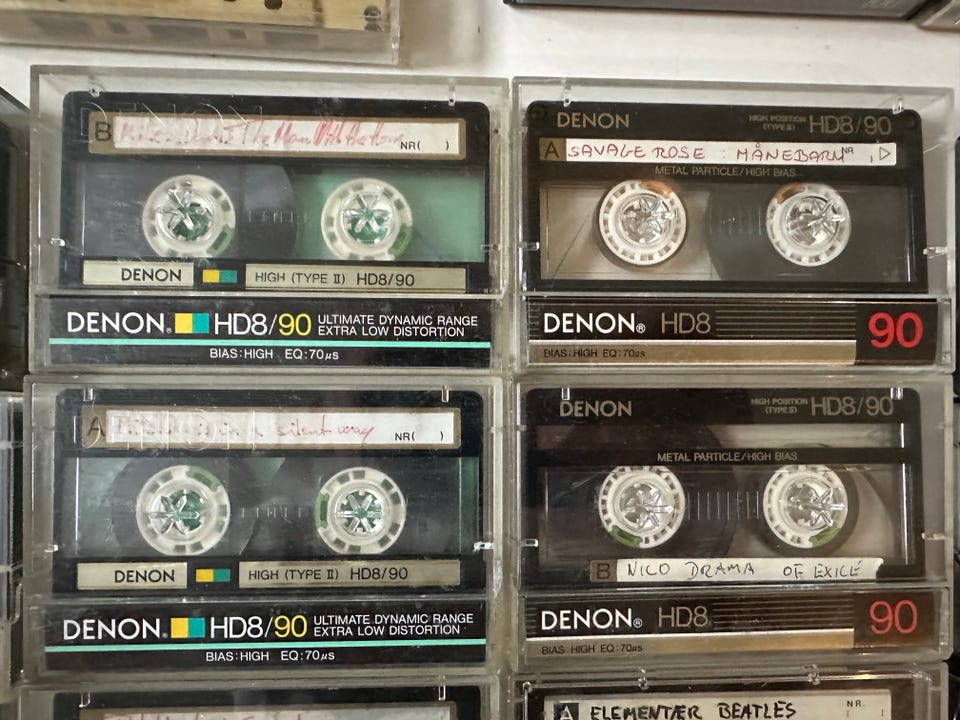 DENON
B Miles Davis The Man With the Horn NR( )
DENON HIGH (TYPE II) HD8/90
DENON® HD8/90 ULTIMATE DYNAMIC RANGE
EXTRA LOW DISTORTION
BIAS:HIGH EQ:70μs
DENON HIGH POSITION (TYPE II) HD8/90
A SAVAGE ROSE : MÅNEBARN NR
METAL PARTICLE/HIGH BIAS
DENON® HD8 90
BIAS:HIGH EQ:70μs
A in a silent way NR( )
DENON HIGH (TYPE II) HD8/90
DENON® HD8/90 ULTIMATE DYNAMIC RANGE
EXTRA LOW DISTORTION
BIAS:HIGH EQ:70μs
DENON HIGH POSITION (TYPE II) HD8/90
METAL PARTICLE/HIGH BIAS
B NICO DRAMA OF EXILE
DENON® HD8 90
BIAS:HIGH EQ:70μs
A ELEMENTÆR BEATLES NR.